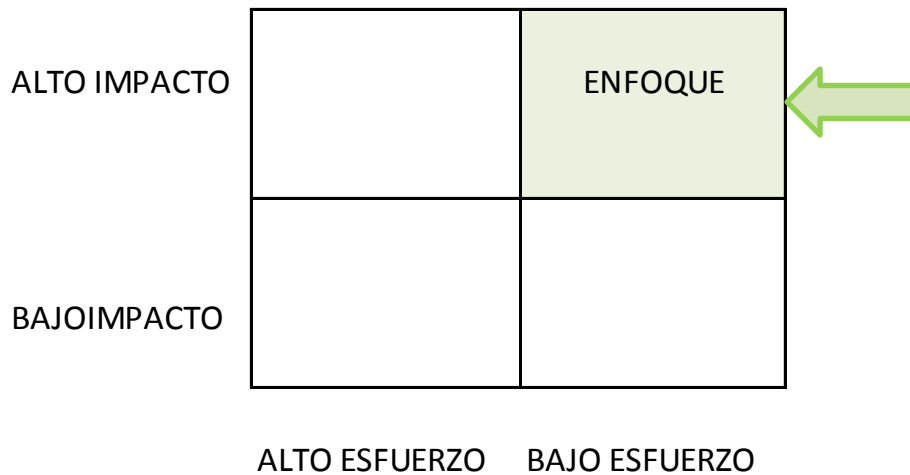 ALTO IMPACTO
ENFOQUE
BAJOIMPACTO
ALTO ESFUERZO
BAJO ESFUERZO